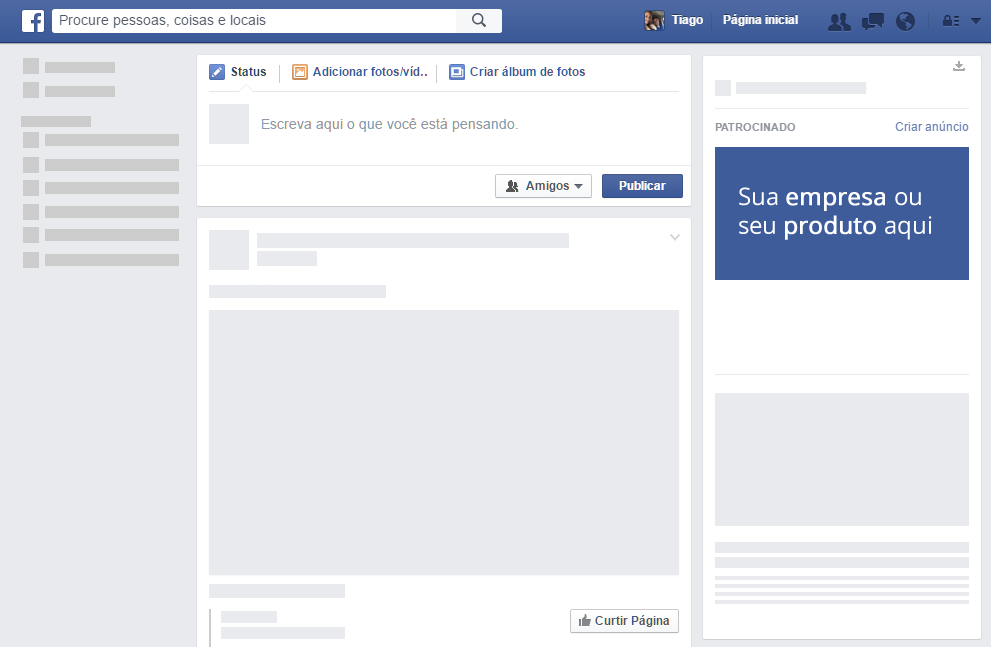 Procure pessoas, coisas e locais
Tiago
Página inicial
Status
Adicionar fotos/víd..
Criar álbum de fotos
Escreva aqui o que você está pensando.
Amigos
Publicar
PATROCINADO
Criar anúncio
Sua empresa ou
seu produto aqui
Curtir Página